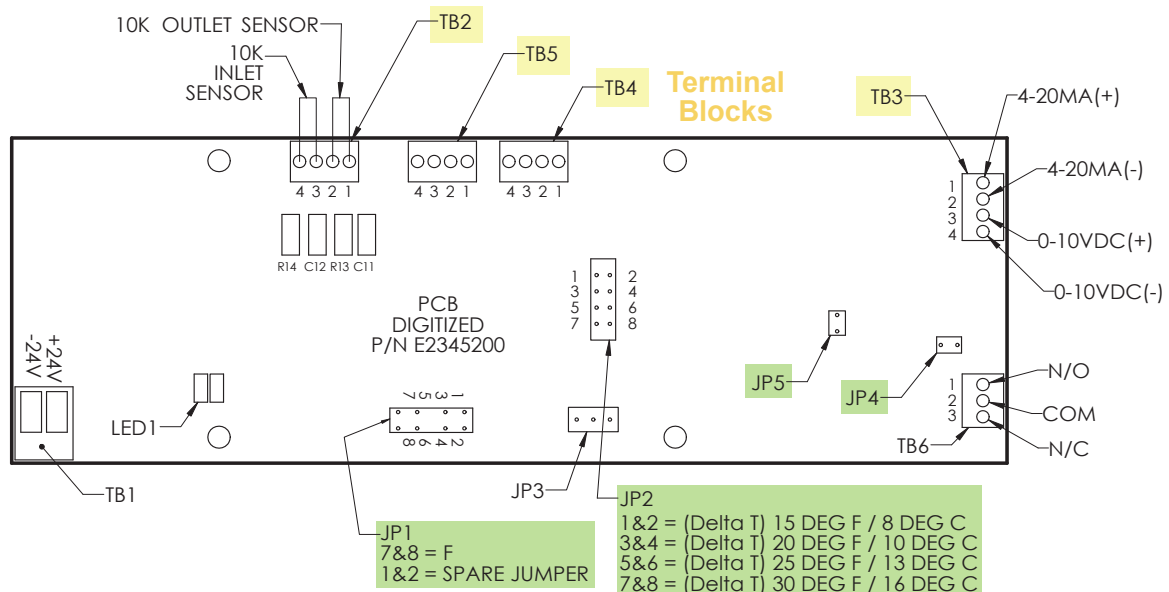 10K OUTLET SENSOR
10K
INLET
SENSOR
TB2
TB5
TB4
Terminal
Blocks
TB3
4-20MA(+)
4-20MA(-)
0-10VDC(+)
0-10VDC(-)
4 3 2 1
4 3 2 1
4 3 2 1
1
2
3
4
R14 C12 R13 C11
1 2
3 4
5 6
7 8
PCB
DIGITIZED
P/N E2345200
-24V
+24V
LED1
TB1
7 5 3 1
8 6 4 2
JP3
JP5
JP4
1
2
3
TB6
N/O
COM
N/C
JP1
7&8 = F
1&2 = SPARE JUMPER
JP2
1&2 = (Delta T) 15 DEG F / 8 DEG C
3&4 = (Delta T) 20 DEG F / 10 DEG C
5&6 = (Delta T) 25 DEG F / 13 DEG C
7&8 = (Delta T) 30 DEG F / 16 DEG C